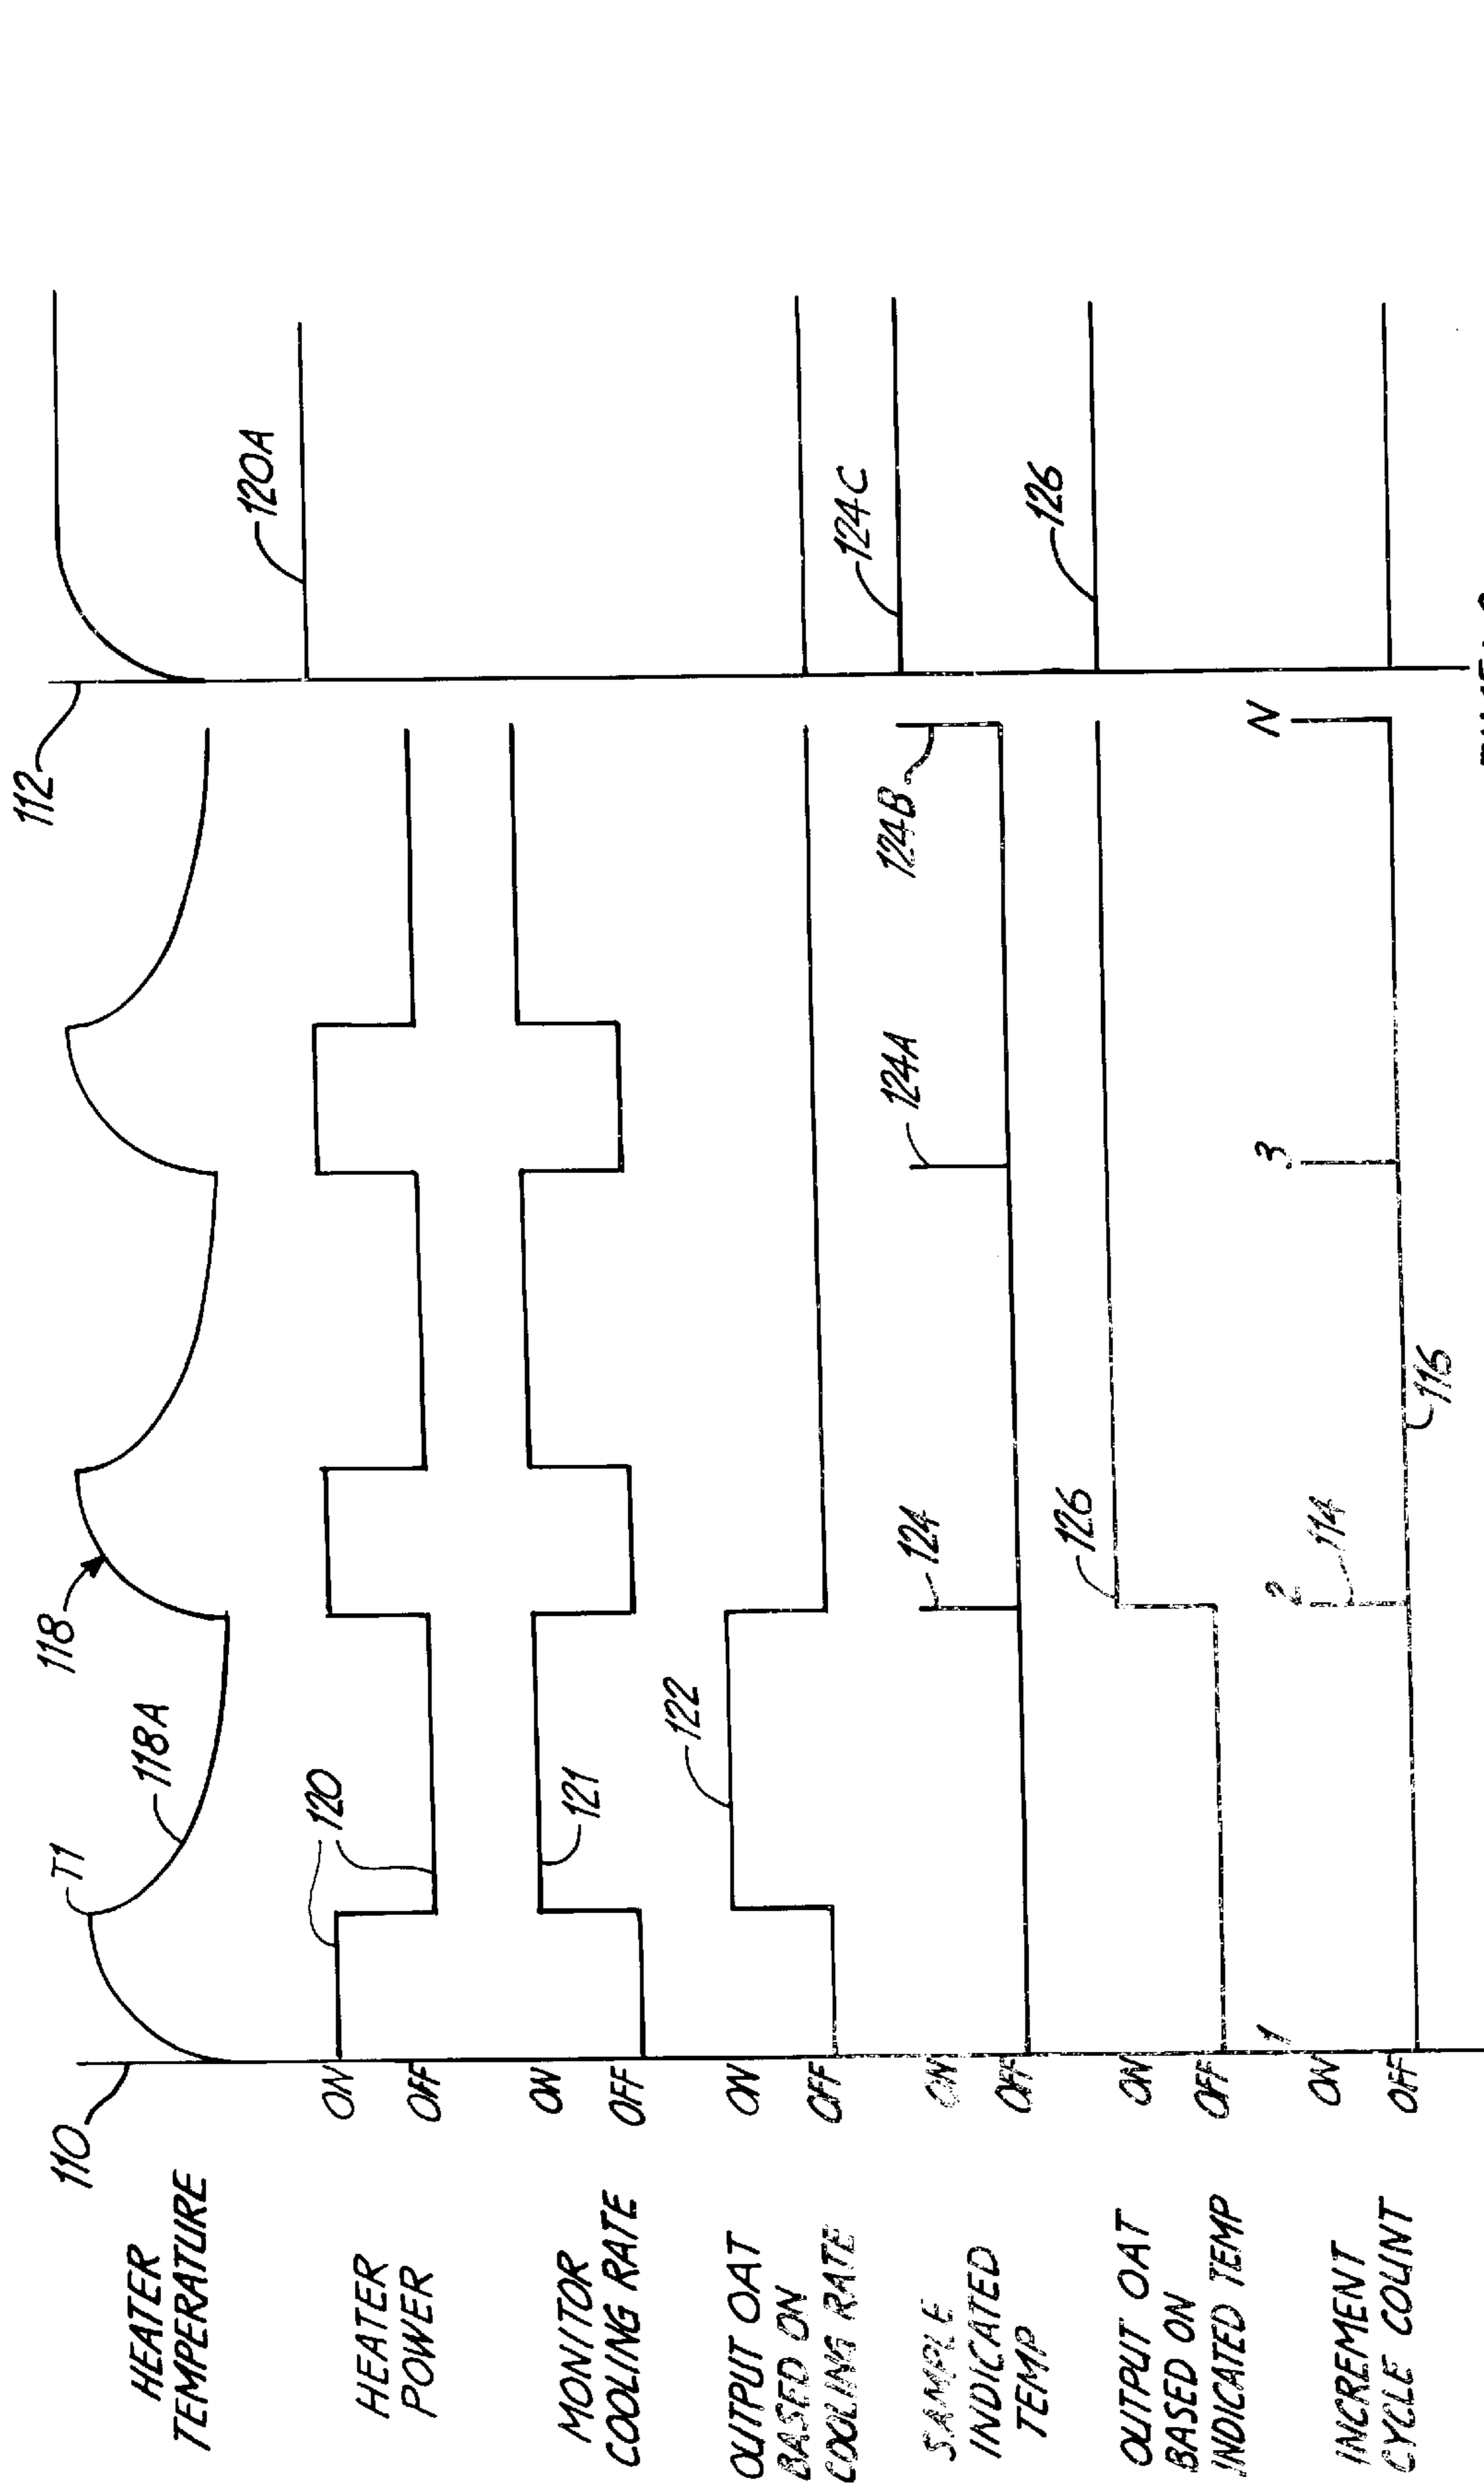 112
110
118
T1
118A
HEATER
TEMPERATURE
120A
120
ON
OFF
HEATER
POWER
121
ON
OFF
MONITOR
COOLING RATE
122
ON
OFF
OUTPUT OAT
BASED ON
COOLING RATE
124
124A
124B
124C
ON
OFF
SAMPLE
INDICATED
TEMP
126
126
ON
OFF
OUTPUT OAT
BASED ON
INDICATED TEMP
1
2
3
N
114
116
ON
OFF
INCREMENT
CYCLE COUNT